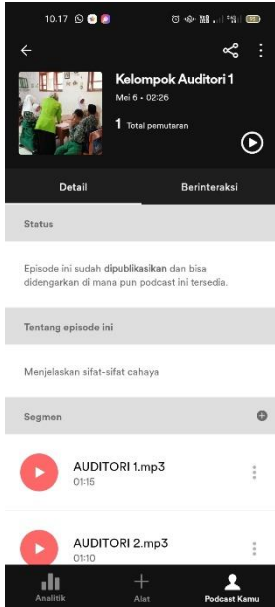 10.17
Kelompok Auditori 1
Mei 6 - 02:26
1 Total pemutaran
Detail
Berinteraksi
Status
Episode ini sudah dipublikasikan dan bisa
didengarkan di mana pun podcast ini tersedia.
Tentang episode ini
Menjelaskan sifat-sifat cahaya
Segmen
AUDITORI 1.mp3
01:15
AUDITORI 2.mp3
01:10
Analitik
Alat
Podcast Kamu